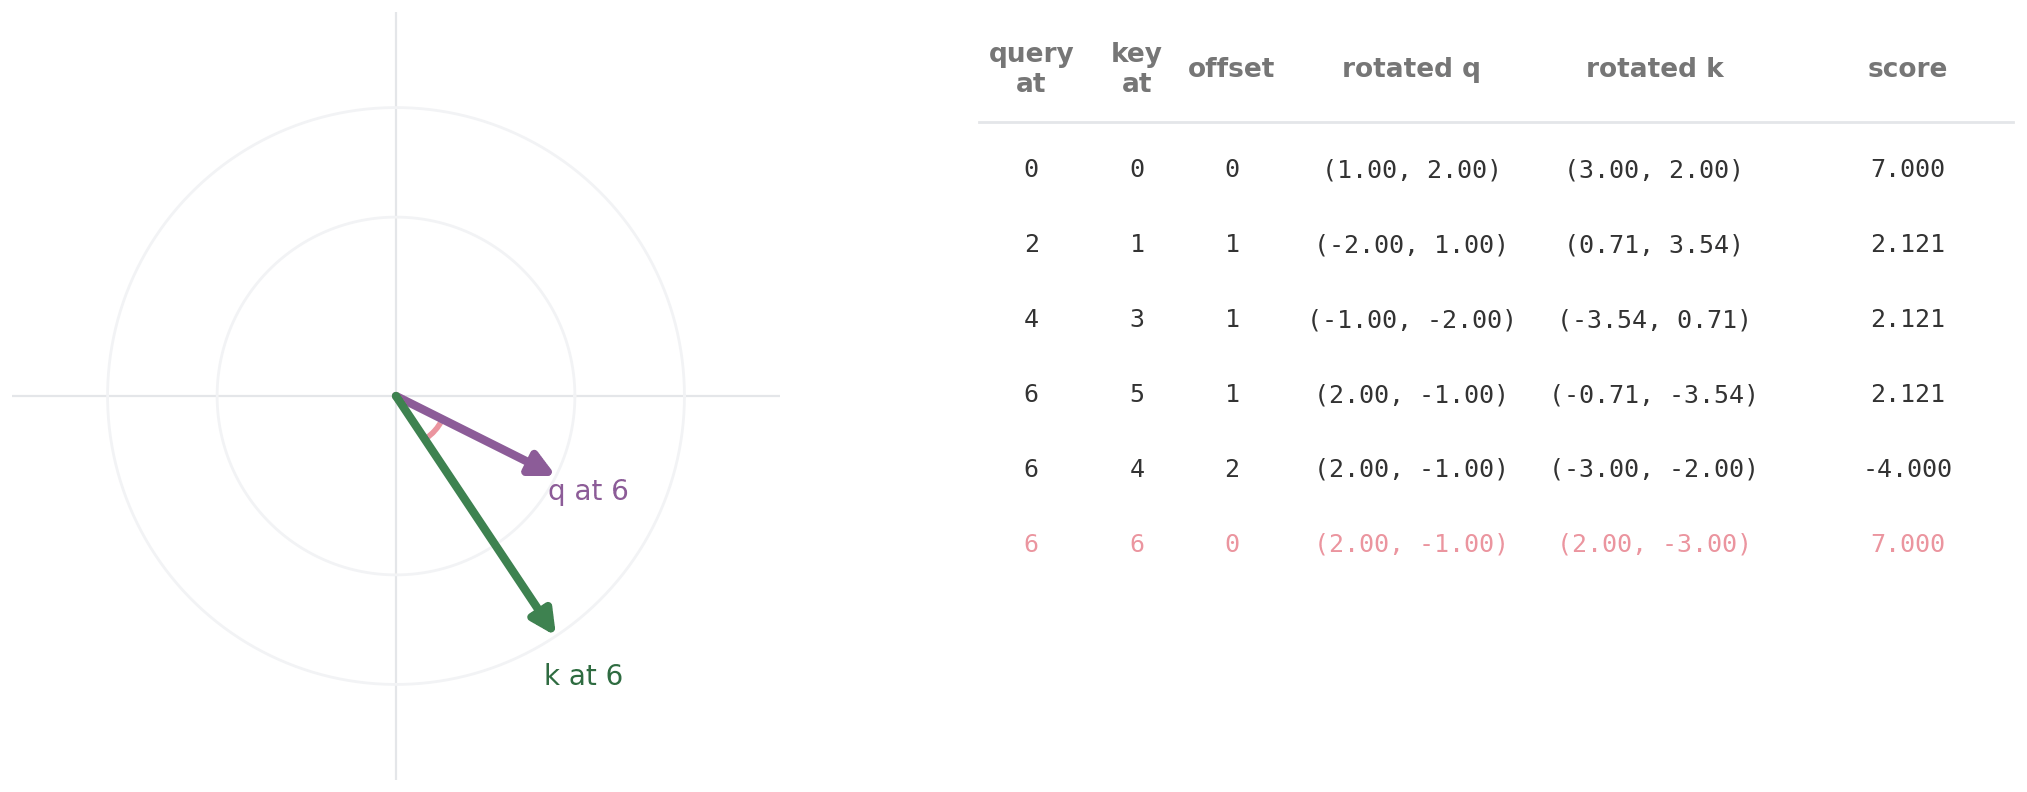 query at key at offset rotated q rotated k score
0 0 0 (1.00, 2.00) (3.00, 2.00) 7.000
2 1 1 (-2.00, 1.00) (0.71, 3.54) 2.121
4 3 1 (-1.00, -2.00) (-3.54, 0.71) 2.121
6 5 1 (2.00, -1.00) (-0.71, -3.54) 2.121
6 4 2 (2.00, -1.00) (-3.00, -2.00) -4.000
6 6 0 (2.00, -1.00) (2.00, -3.00) 7.000
q at 6
k at 6